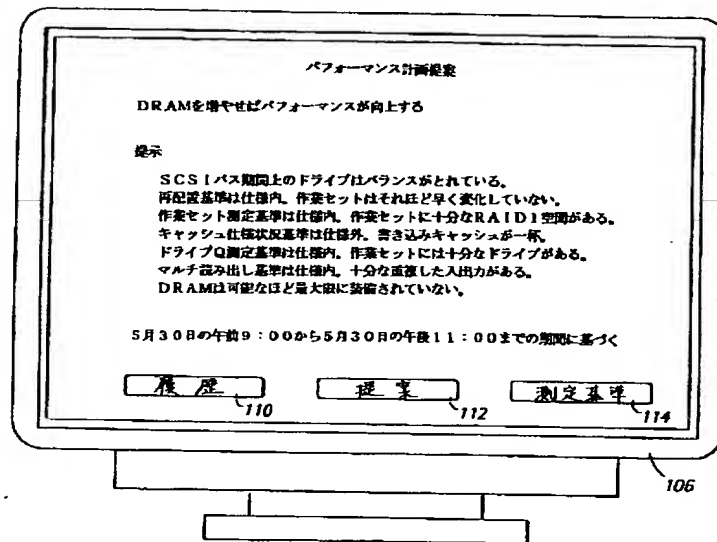 パフォーマンス計画提案
DRAMを増やせばパフォーマンスが向上する
提示
SCSIバス期間上のドライブはバランスがとれている。
再配置基準は仕様内。作業セットはそれほど早く変化していない。
作業セット測定基準は仕様内。作業セットに十分なRAID1空間がある。
キャッシュ仕様状況基準は仕様外。書き込みキャッシュが一杯。
ドライブQ測定基準は仕様内。作業セットには十分なドライブがある。
マルチ読み出し基準は仕様内。十分な重複した入出力がある。
DRAMは可能なほど最大限に装備されていない。
5月30日の午前9:00から5月30日の午後11:00までの期間に基づく
履歴 提案 測定基準
110 112 114
106